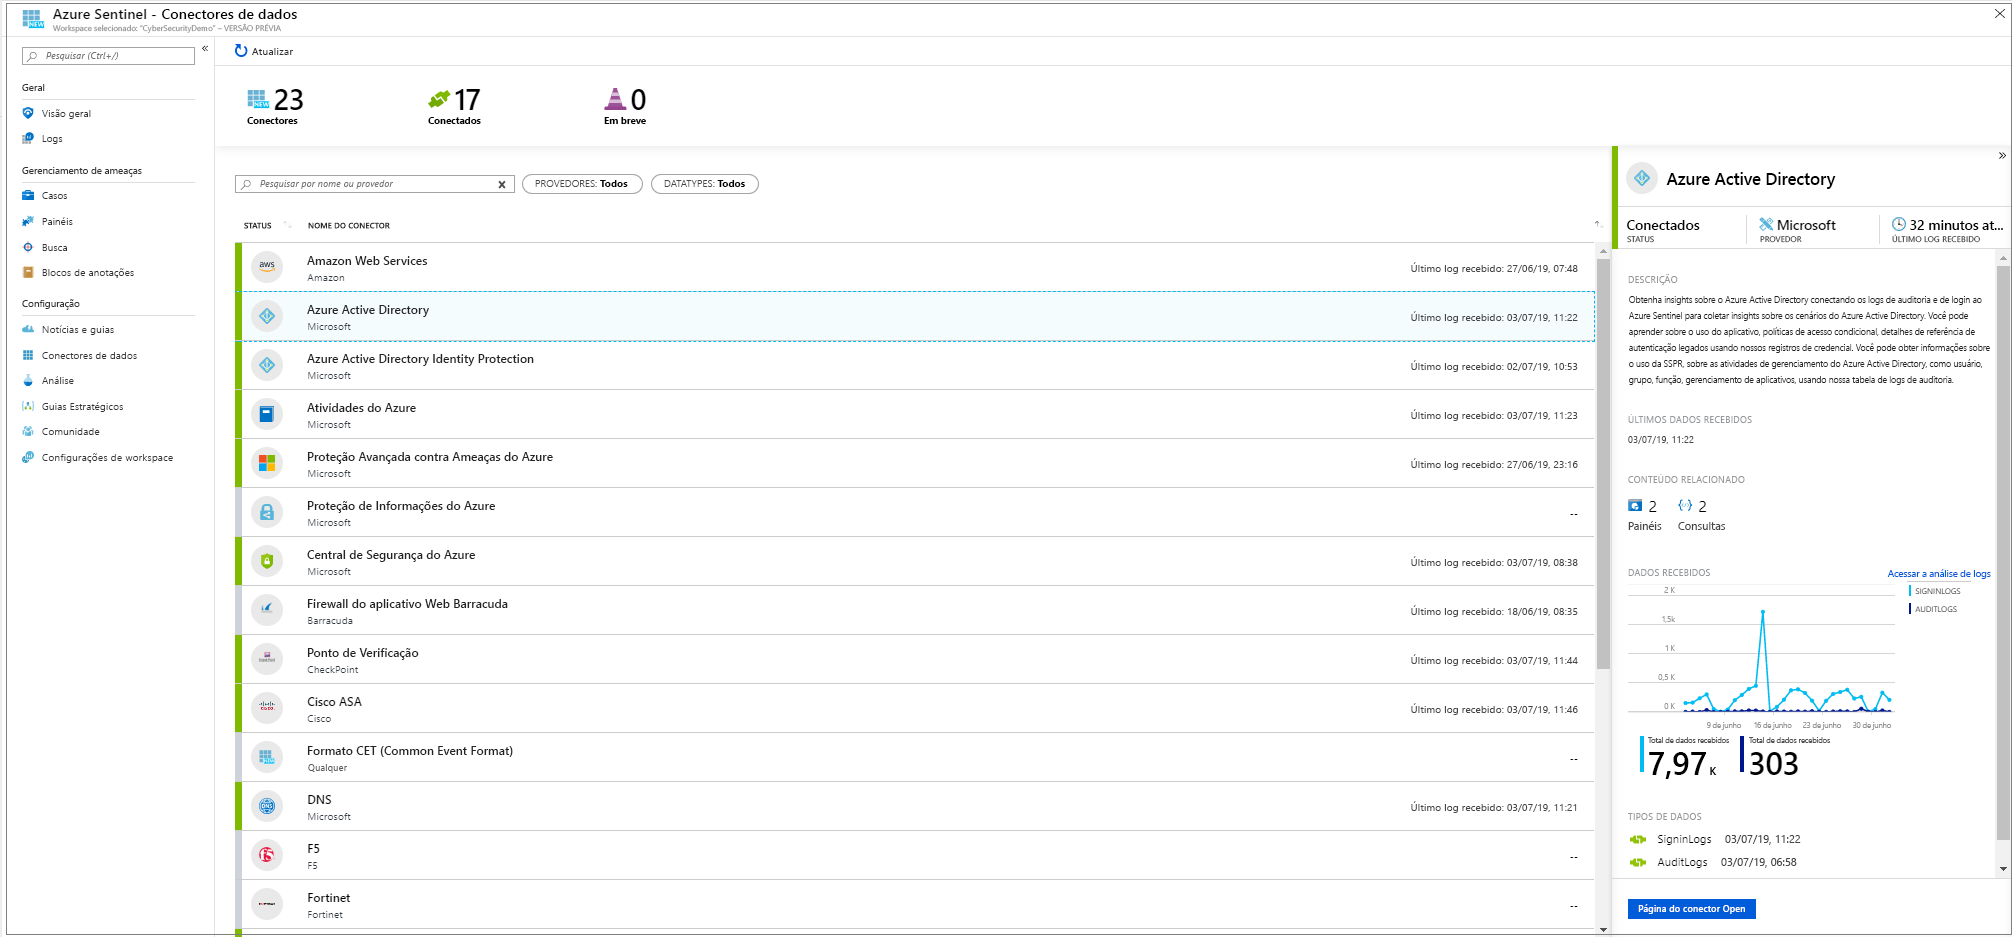 Azure Sentinel - Conectores de dados
Workspace selecionado: "CyberSecurityDemo" – VERSÃO PRÉVIA
Pesquisar (Ctrl+/)
«
Geral
Visão geral
Logs
Gerenciamento de ameaças
Casos
Painéis
Busca
Blocos de anotações
Configuração
Notícias e guias
Conectores de dados
Análise
Guias Estratégicos
Comunidade
Configurações de workspace
Atualizar
23
Conectores
17
Conectados
0
Em breve
Pesquisar por nome ou provedor
PROVEDORES: Todos
DATATYPES: Todos
STATUS
NOME DO CONECTOR
aws
Amazon Web Services
Amazon
Último log recebido: 27/06/19, 07:48
Azure Active Directory
Microsoft
Último log recebido: 03/07/19, 11:22
Azure Active Directory Identity Protection
Microsoft
Último log recebido: 02/07/19, 10:53
Atividades do Azure
Microsoft
Último log recebido: 03/07/19, 11:23
Proteção Avançada contra Ameaças do Azure
Microsoft
Último log recebido: 27/06/19, 23:16
Proteção de Informações do Azure
Microsoft
--
Central de Segurança do Azure
Microsoft
Último log recebido: 03/07/19, 08:38
Firewall do aplicativo Web Barracuda
Barracuda
Último log recebido: 18/06/19, 08:35
Ponto de Verificação
CheckPoint
Último log recebido: 03/07/19, 11:44
Cisco ASA
Cisco
Último log recebido: 03/07/19, 11:46
Formato CET (Common Event Format)
Qualquer
--
DNS
DNS
Microsoft
Último log recebido: 03/07/19, 11:21
F5
F5
--
Fortinet
Fortinet
--
»
Azure Active Directory
Conectados
STATUS
Microsoft
PROVEDOR
32 minutos at...
ÚLTIMO LOG RECEBIDO
DESCRIÇÃO
Obtenha insights sobre o Azure Active Directory conectando os logs de auditoria e de login ao
Azure Sentinel para coletar insights sobre os cenários do Azure Active Directory. Você pode
aprender sobre o uso do aplicativo, políticas de acesso condicional, detalhes de referência de
autenticação legados usando nossos registros de credencial. Você pode obter informações sobre
o uso da SSPR, sobre as atividades de gerenciamento do Azure Active Directory, como usuário,
grupo, função, gerenciamento de aplicativos, usando nossa tabela de logs de auditoria.
ÚLTIMOS DADOS RECEBIDOS
03/07/19, 11:22
CONTEÚDO RELACIONADO
2
Painéis
2
Consultas
DADOS RECEBIDOS
Acessar a análise de logs
2 K
1,5k
1 K
0,5 K
0 K
SIGNINLOGS
AUDITLOGS
9 de junho
16 de junho
23 de junho
30 de junho
Total de dados recebidos
7,97 K
Total de dados recebidos
303
TIPOS DE DADOS
SigninLogs 03/07/19, 11:22
AuditLogs 03/07/19, 06:58
Página do conector Open